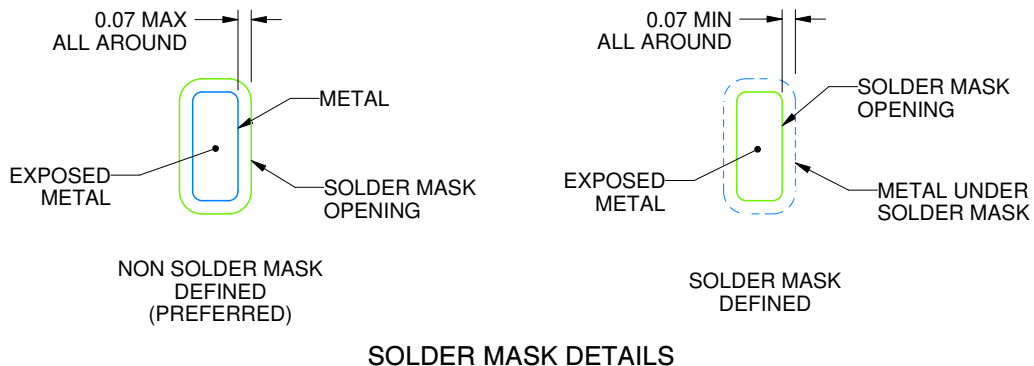 0.07 MAX
ALL AROUND
METAL
EXPOSED
METAL
SOLDER MASK
OPENING
NON SOLDER MASK
DEFINED
(PREFERRED)
0.07 MIN
ALL AROUND
SOLDER MASK
OPENING
EXPOSED
METAL
METAL UNDER
SOLDER MASK
SOLDER MASK
DEFINED
SOLDER MASK DETAILS